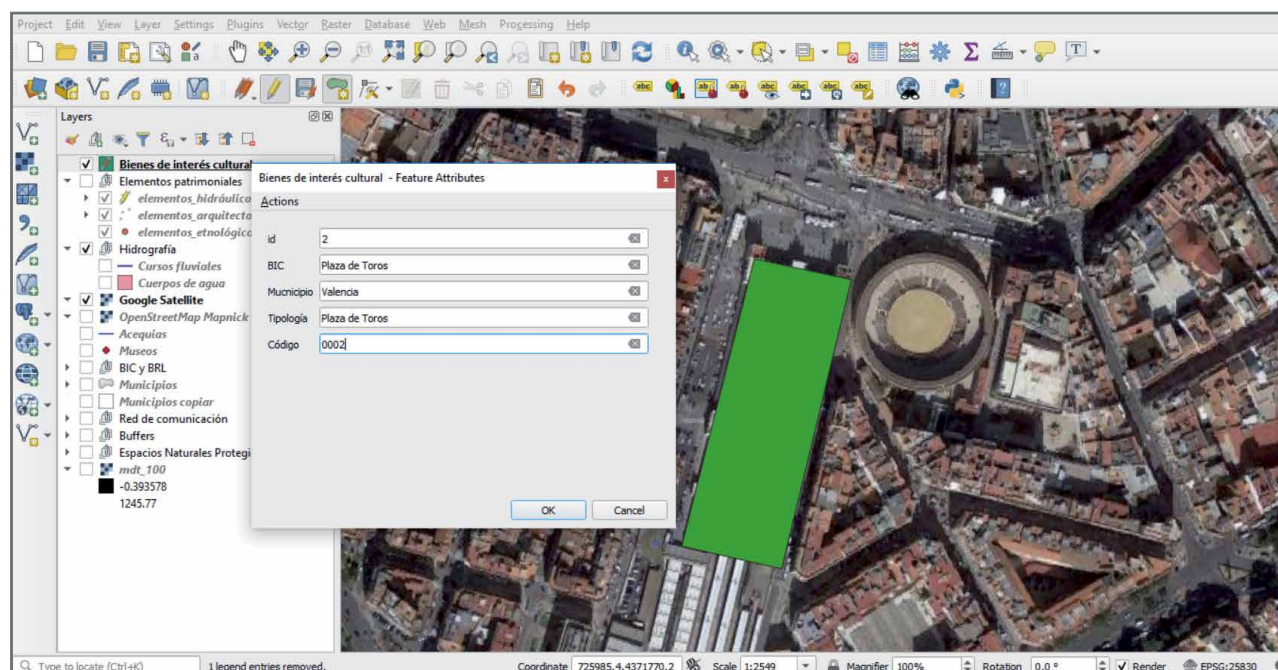 Project Edit View Layer Settings Plugins Vector Raster Database Web Mesh Processing Help
Layers
Bienes de interés cultural
Elementos patrimoniales
elementos_hidráulico
elementos_arquitecto
elementos_etnológico
Hidrografía
Cursos fluviales
Cuerpos de agua
Google Satellite
OpenStreetMap Mapnick
Acequias
Museos
BIC y BRL
Municipios
Municipios copiar
Red de comunicación
Buffers
Espacios Naturales Protegi
mdt_100
-0.393578
1245.77
Bienes de interés cultural - Feature Attributes
Actions
id 2
BIC Plaza de Toros
Mucnicipio Valencia
Tipología Plaza de Toros
Código 0002
OK Cancel
Type to locate (Ctrl+K) 1 legend entries removed. Coordinate 725985.4,4371770.2 Scale 1:2549 Magnifier 100% Rotation 0.0 ° Render EPSG:25830